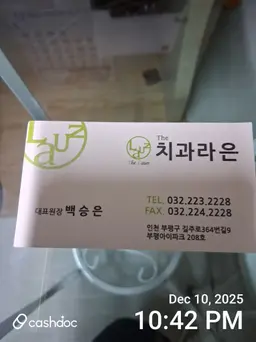 Lauz
The
치과라은
대표원장 백승은
TEL. 032.223.2228
FAX. 032.224.2228
인천 부평구 길주로364번길9
부평아이파크 208호
Dec 10, 2025
cashdoc
10:42 PM